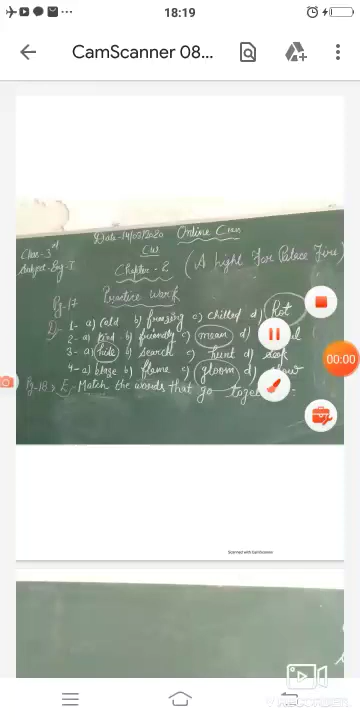 18:19
CamScanner 08...
Date-14/08/2020 Online Class
CW
Class-3rd
Subject-Eng-I
Chapter-2 (A light For Palace Fire)
Pg-17 Practice Work
D- 1- a) Cold b) freezing c) chilled d) Hot
2- a) kind b) friendly c) mean d)
3- a) hide b) search c) hunt d) seek
4- a) blaze b) flame c) gloom d)
Pg-18, E- Match the words that go
00:00
Scanned with CamScanner